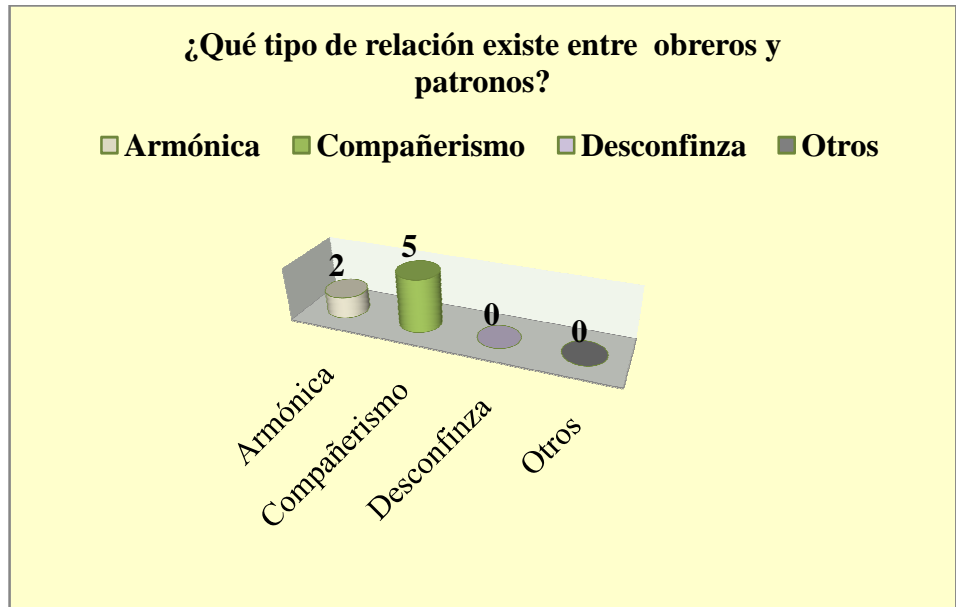 ¿Qué tipo de relación existe entre  obreros y
patronos?
Armónica Compañerismo Desconfinza Otros
2
5
0
0
Armónica
Compañerismo
Desconfinza
Otros